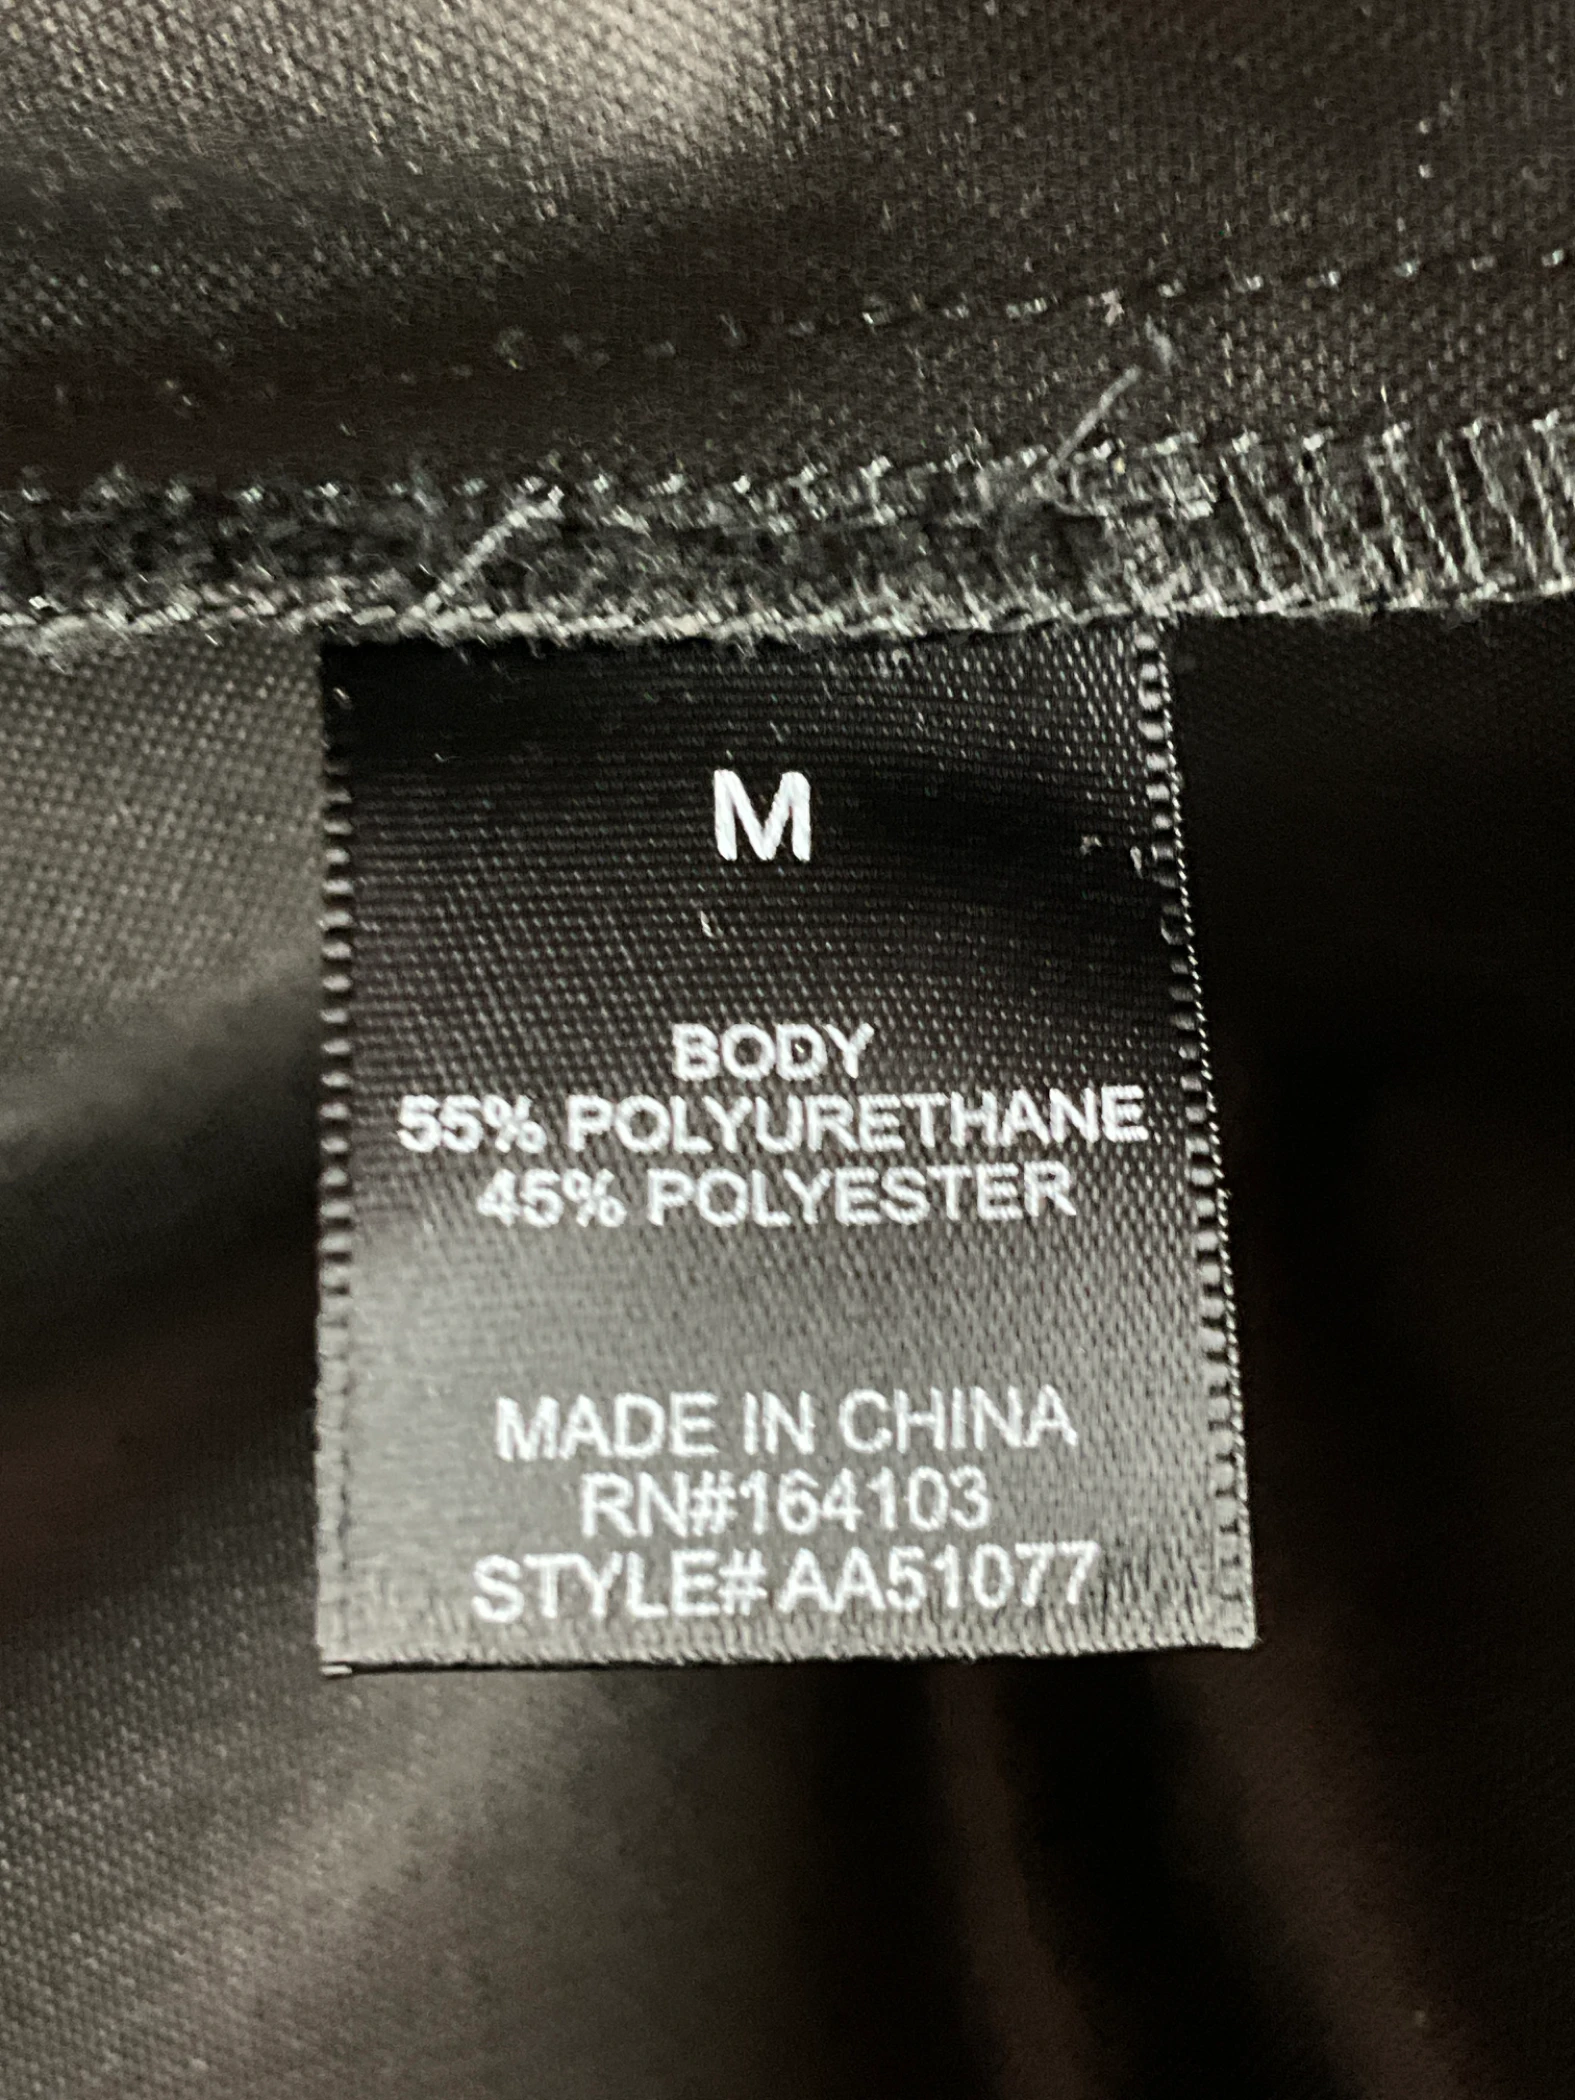 M
BODY
55% POLYURETHANE
45% POLYESTER
MADE IN CHINA
RN#164103
STYLE#AA51077